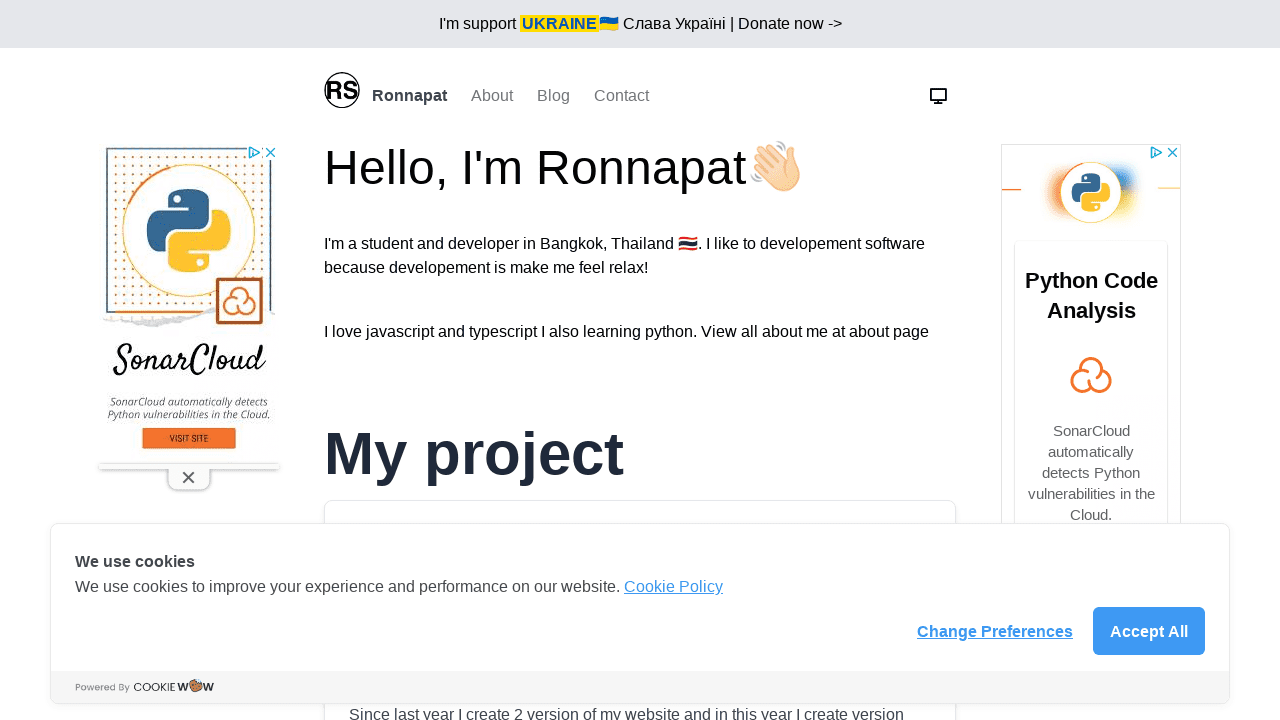 I'm support UKRAINE🇺🇦 Слава Україні | Donate now ->
RS
Ronnapat
About
Blog
Contact
Hello, I'm Ronnapat👋🏻
I'm a student and developer in Bangkok, Thailand 🇹🇭. I like to developement software
because developement is make me feel relax!
I love javascript and typescript I also learning python. View all about me at about page
My project
SonarCloud
SonarCloud automatically detects
Python vulnerabilities in the Cloud.
VISIT SITE
Python Code
Analysis
SonarCloud
automatically
detects Python
vulnerabilities in the
Cloud.
We use cookies
We use cookies to improve your experience and performance on our website. Cookie Policy
Change Preferences
Accept All
Powered By COOKIE WOW
Since last year I create 2 version of my website and in this year I create version